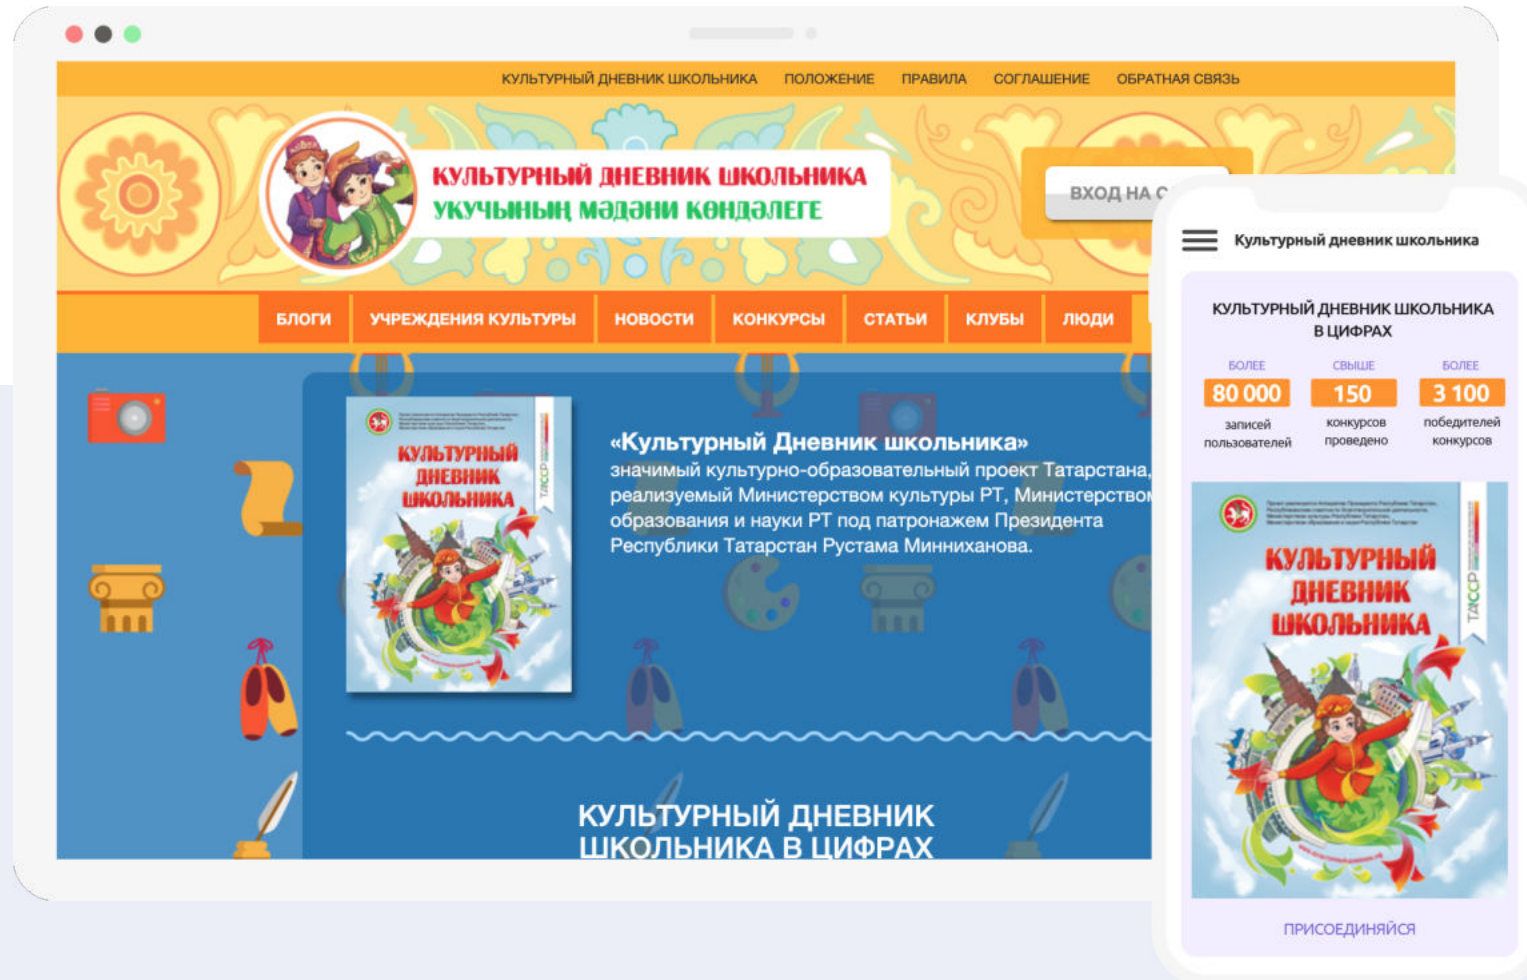 КУЛЬТУРНЫЙ ДНЕВНИК ШКОЛЬНИКА ПОЛОЖЕНИЕ ПРАВИЛА СОГЛАШЕНИЕ ОБРАТНАЯ СВЯЗЬ
КУЛЬТУРНЫЙ ДНЕВНИК ШКОЛЬНИКА
УКУЧЫНЫҢ МӘДӘНИ КӨНДӘЛЕГЕ
ВХОД НА С
БЛОГИ УЧРЕЖДЕНИЯ КУЛЬТУРЫ НОВОСТИ КОНКУРСЫ СТАТЬИ КЛУБЫ ЛЮДИ
КУЛЬТУРНЫЙ
ДНЕВНИК
ШКОЛЬНИКА
ТАССР
«Культурный Дневник школьника»
значимый культурно-образовательный проект Татарстана,
реализуемый Министерством культуры РТ, Министерством
образования и науки РТ под патронажем Президента
Республики Татарстан Рустама Минниханова.
КУЛЬТУРНЫЙ ДНЕВНИК
ШКОЛЬНИКА В ЦИФРАХ
Культурный дневник школьника
КУЛЬТУРНЫЙ ДНЕВНИК ШКОЛЬНИКА
В ЦИФРАХ
БОЛЕЕ СВЫШЕ БОЛЕЕ
80 000 150 3 100
записей конкурсов победителей
пользователей проведено конкурсов
КУЛЬТУРНЫЙ
ДНЕВНИК
ШКОЛЬНИКА
ТАССР
ПРИСОЕДИНЯЙСЯ